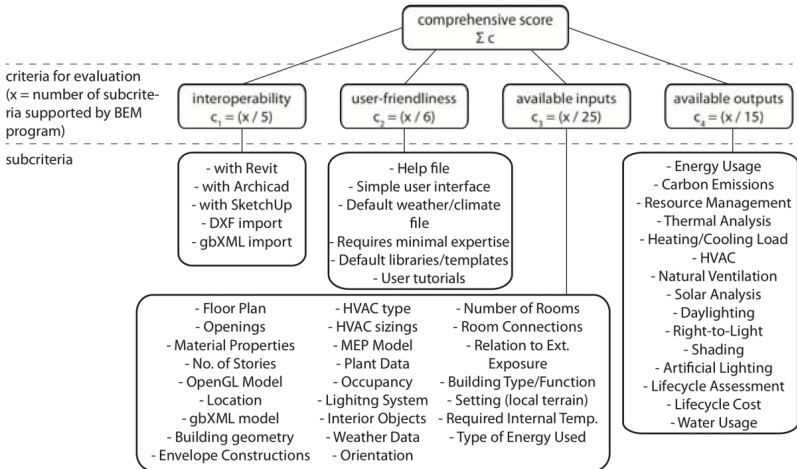 comprehensive score
Σ c
criteria for evaluation
(x = number of subcrite-
ria supported by BEM
program)
interoperability
c1 = (x / 5)
user-friendliness
c2 = (x / 6)
available inputs
c3 = (x / 25)
available outputs
c4 = (x / 15)
subcriteria
- with Revit
- with Archicad
- with SketchUp
- DXF import
- gbXML import
- Help file
- Simple user interface
- Default weather/climate
file
- Requires minimal expertise
- Default libraries/templates
- User tutorials
- Floor Plan
- Openings
- Material Properties
- No. of Stories
- OpenGL Model
- Location
- gbXML model
- Building geometry
- Envelope Constructions
- HVAC type
- HVAC sizings
- MEP Model
- Plant Data
- Occupancy
- Lighitng System
- Interior Objects
- Weather Data
- Orientation
- Number of Rooms
- Room Connections
- Relation to Ext.
Exposure
- Building Type/Function
- Setting (local terrain)
- Required Internal Temp.
- Type of Energy Used
- Energy Usage
- Carbon Emissions
- Resource Management
- Thermal Analysis
- Heating/Cooling Load
- HVAC
- Natural Ventilation
- Solar Analysis
- Daylighting
- Right-to-Light
- Shading
- Artificial Lighting
- Lifecycle Assessment
- Lifecycle Cost
- Water Usage